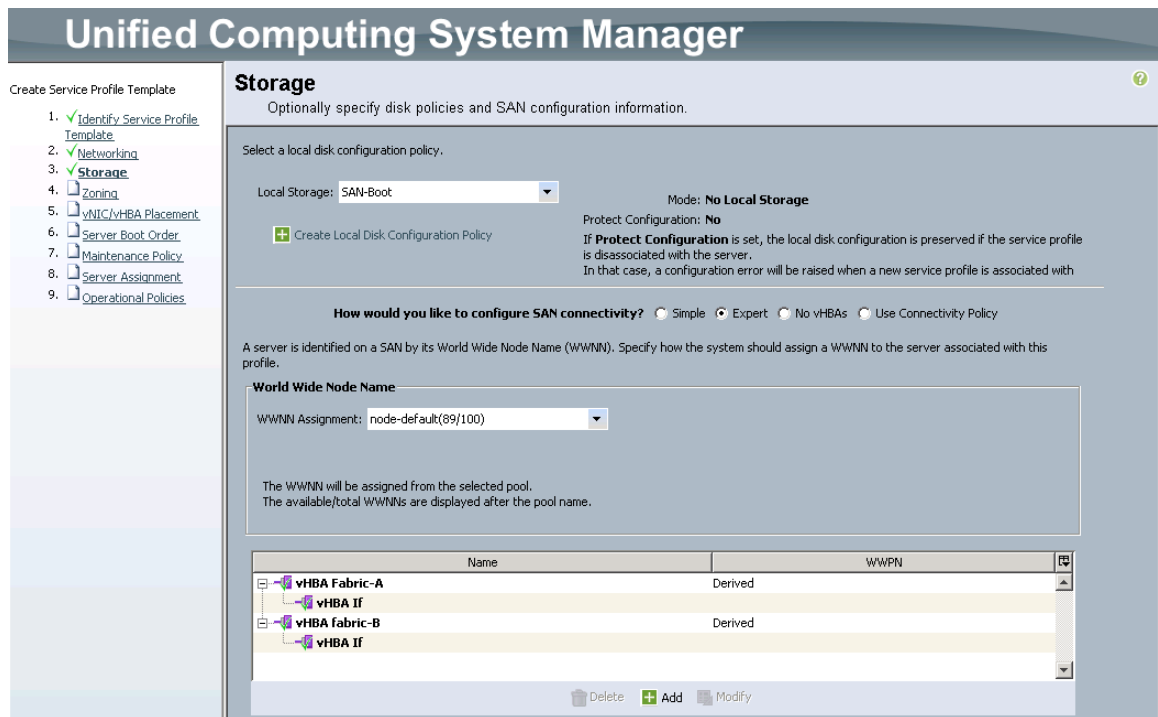 Unified Computing System Manager
Create Service Profile Template
1. Identify Service Profile
Template
2. Networking
3. Storage
4. Zoning
5. vNIC/vHBA Placement
6. Server Boot Order
7. Maintenance Policy
8. Server Assignment
9. Operational Policies
Storage
?
Optionally specify disk policies and SAN configuration information.
Select a local disk configuration policy.
Local Storage: SAN-Boot
Create Local Disk Configuration Policy
Mode: No Local Storage
Protect Configuration: No
If Protect Configuration is set, the local disk configuration is preserved if the service profile
is disassociated with the server.
In that case, a configuration error will be raised when a new service profile is associated with
How would you like to configure SAN connectivity? Simple Expert No vHBAs Use Connectivity Policy
A server is identified on a SAN by its World Wide Node Name (WWNN). Specify how the system should assign a WWNN to the server associated with this
profile.
World Wide Node Name
WWNN Assignment: node-default(89/100)
The WWNN will be assigned from the selected pool.
The available/total WWNNs are displayed after the pool name.
Name WWPN
vHBA Fabric-A Derived
vHBA If
vHBA fabric-B Derived
vHBA If
Delete Add Modify